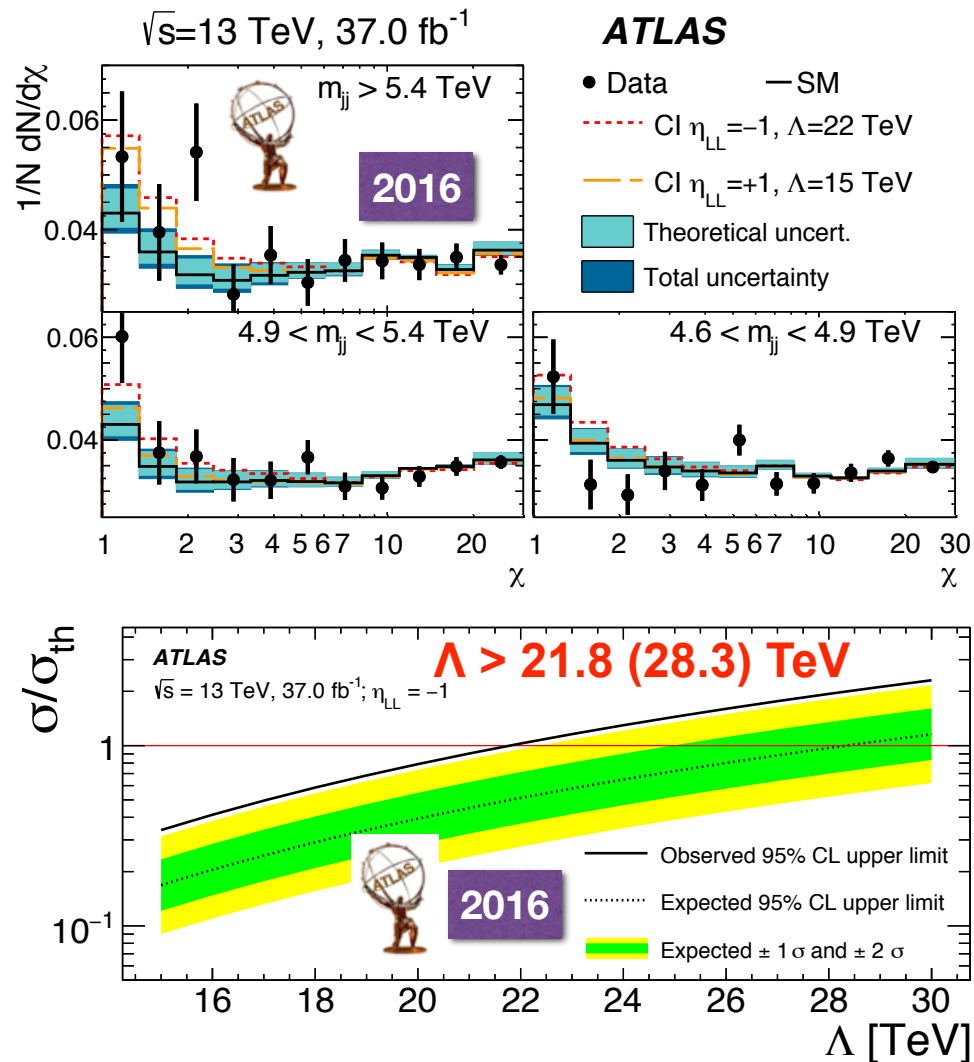 √s=13 TeV, 37.0 fb⁻¹
ATLAS
Data
SM
CI η_LL=−1, Λ=22 TeV
CI η_LL=+1, Λ=15 TeV
Theoretical uncert.
Total uncertainty
1/N dN/dχ
m_jj > 5.4 TeV
ATLAS
2016
0.06
0.04
4.9 < m_jj < 5.4 TeV
0.06
0.04
1 2 3 4 5 6 7 10 20
χ
4.6 < m_jj < 4.9 TeV
1 2 3 4 5 6 7 10 20 30
χ
σ/σ_th
ATLAS
Λ > 21.8 (28.3) TeV
√s = 13 TeV, 37.0 fb⁻¹; η_LL = −1
1
10⁻¹
ATLAS
2016
Observed 95% CL upper limit
Expected 95% CL upper limit
Expected ± 1 σ and ± 2 σ
16 18 20 22 24 26 28 30
Λ [TeV]